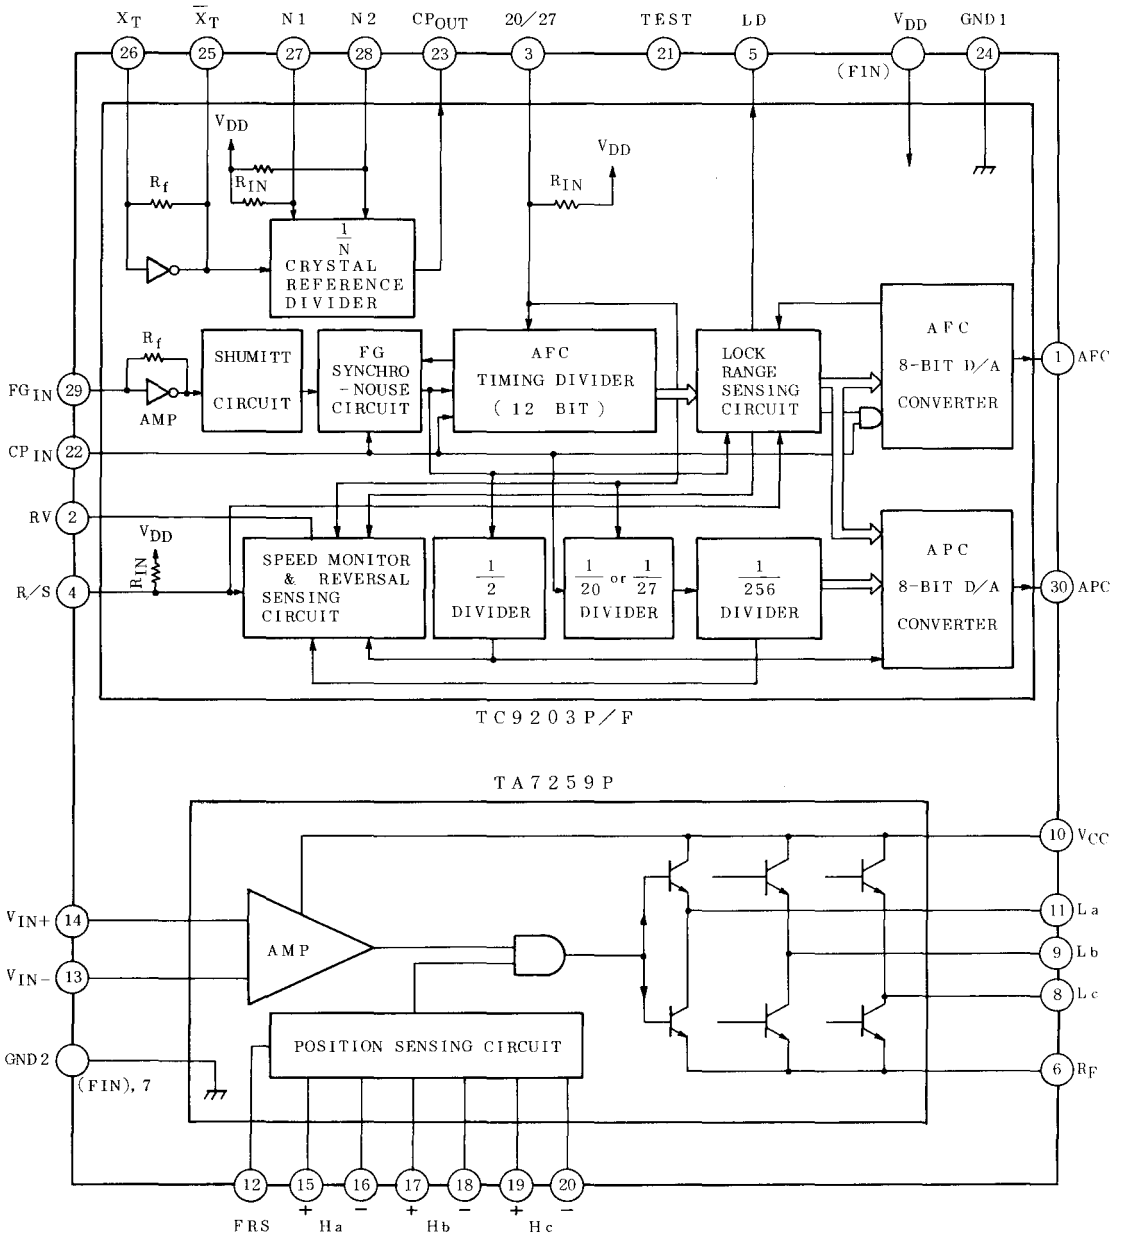 XT X̅T N1 N2 CPOUT 20/27 TEST LD VDD GND1
26 25 27 28 23 3 21 5 (FIN) 24
VDD
VDD
Rf RIN RIN
1/N
CRYSTAL
REFERENCE
DIVIDER
Rf
SHUMITT
CIRCUIT
FG
SYNCHRO
-NOUSE
CIRCUIT
AFC
TIMING DIVIDER
(12 BIT)
LOCK
RANGE
SENSING
CIRCUIT
AFC
8-BIT D/A
CONVERTER
1 AFC
FGIN 29
AMP
CPIN 22
RV 2
VDD
RIN
R/S 4
SPEED MONITOR
& REVERSAL
SENSING
CIRCUIT
1/2
DIVIDER
1/20 or 1/27
DIVIDER
1/256
DIVIDER
APC
8-BIT D/A
CONVERTER
30 APC
TC9203P/F
TA7259P
10 VCC
VIN+ 14
AMP
11 La
VIN- 13
9 Lb
8 Lc
POSITION SENSING CIRCUIT
GND2
(FIN), 7
6 RF
12 15 16 17 18 19 20
+ − + − + −
FRS Ha Hb Hc